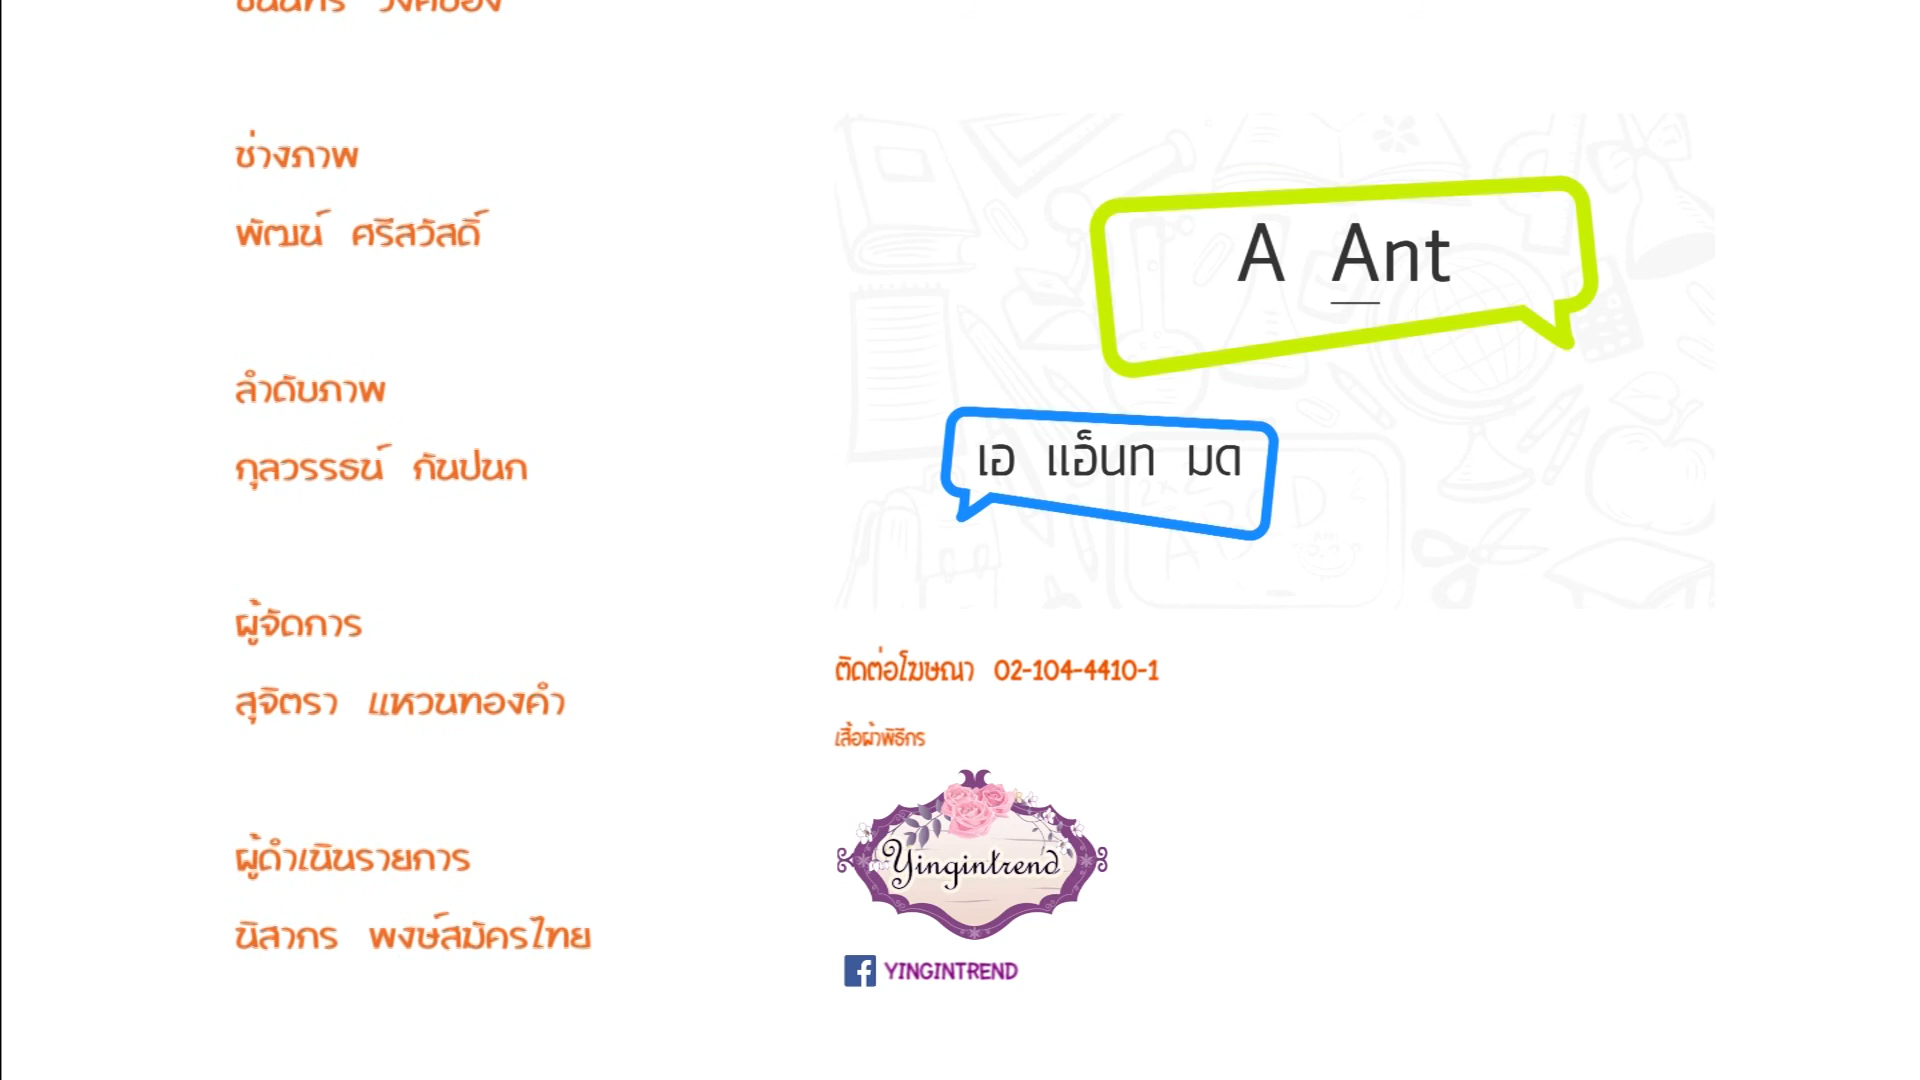 ช่างภาพ
พัฒน์ ศรีสวัสดิ์
ลำดับภาพ
กุลวรรธน์ กันปนก
ผู้จัดการ
สุจิตรา แหวนทองคำ
ผู้ดำเนินรายการ
นิสากร พงษ์สมัครไทย
A Ant
เอ แอ็นท มด
ติดต่อโฆษณา 02-104-4410-1
เสื้อผ้าพิธีกร
Yingintrend
YINGINTREND